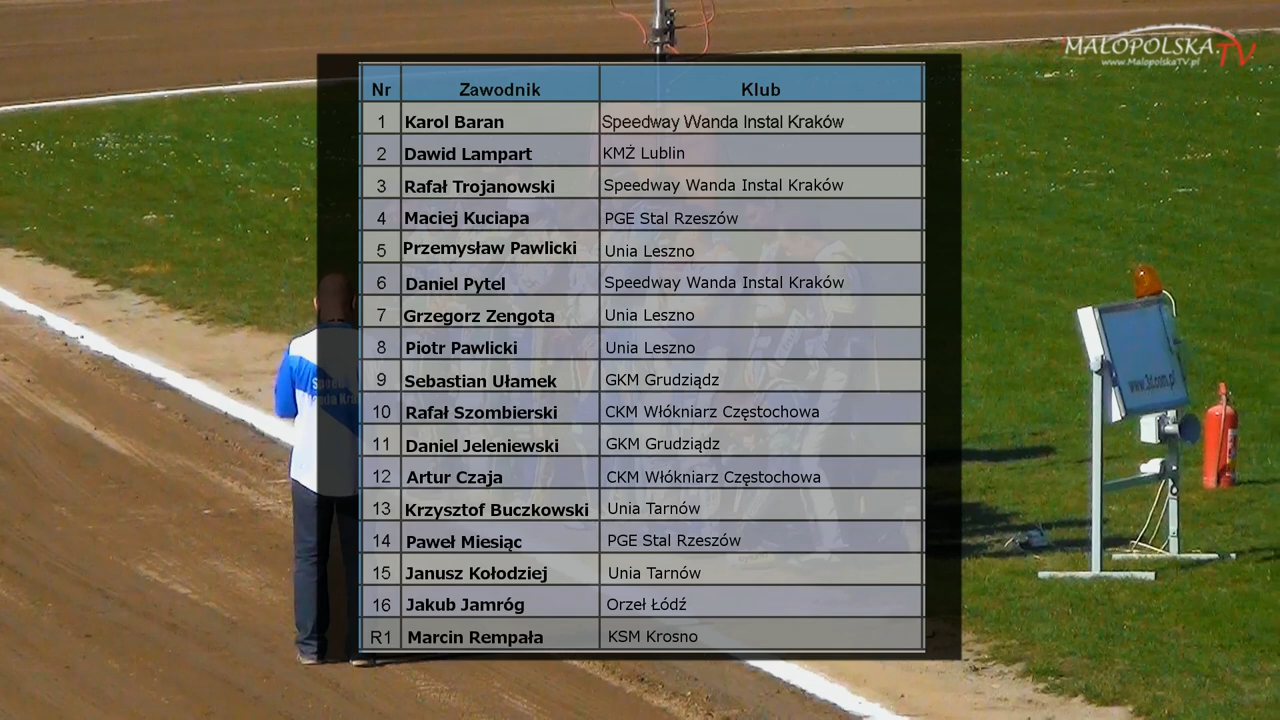 MALOPOLSKA.TV
www.MalopolskaTV.pl
Nr Zawodnik Klub
1 Karol Baran Speedway Wanda Instal Kraków
2 Dawid Lampart KMŻ Lublin
3 Rafał Trojanowski Speedway Wanda Instal Kraków
4 Maciej Kuciapa PGE Stal Rzeszów
5 Przemysław Pawlicki Unia Leszno
6 Daniel Pytel Speedway Wanda Instal Kraków
7 Grzegorz Zengota Unia Leszno
8 Piotr Pawlicki Unia Leszno
9 Sebastian Ułamek GKM Grudziądz
10 Rafał Szombierski CKM Włókniarz Częstochowa
11 Daniel Jeleniewski GKM Grudziądz
12 Artur Czaja CKM Włókniarz Częstochowa
13 Krzysztof Buczkowski Unia Tarnów
14 Paweł Miesiąc PGE Stal Rzeszów
15 Janusz Kołodziej Unia Tarnów
16 Jakub Jamróg Orzeł Łódź
R1 Marcin Rempała KSM Krosno
www.3d.com.pl
Speed